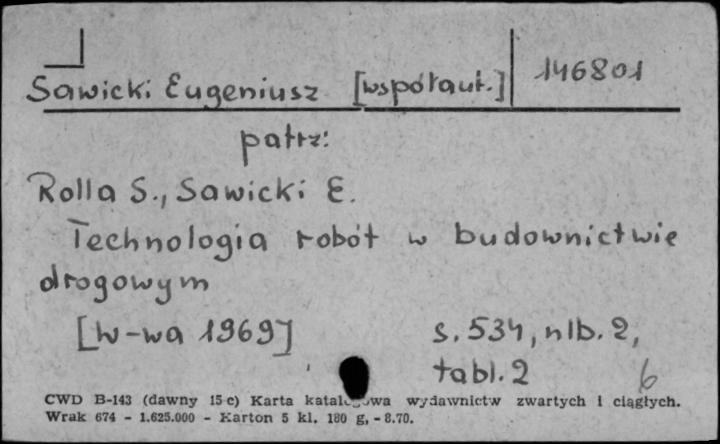 Sawicki Eugeniusz [współaut.] 146801
patrz:
Rolla S., Sawicki E.
Technologia robót w budownictwie
drogowym
[W-wa 1969] s. 534, nlb. 2,
tabl. 2 6
CWD B-143 (dawny 15-c) Karta wydawnictw zwartych i ciągłych.
Wrak 674 - 1.625.000 - Karton 5 kl. 180 g. - 8.70.